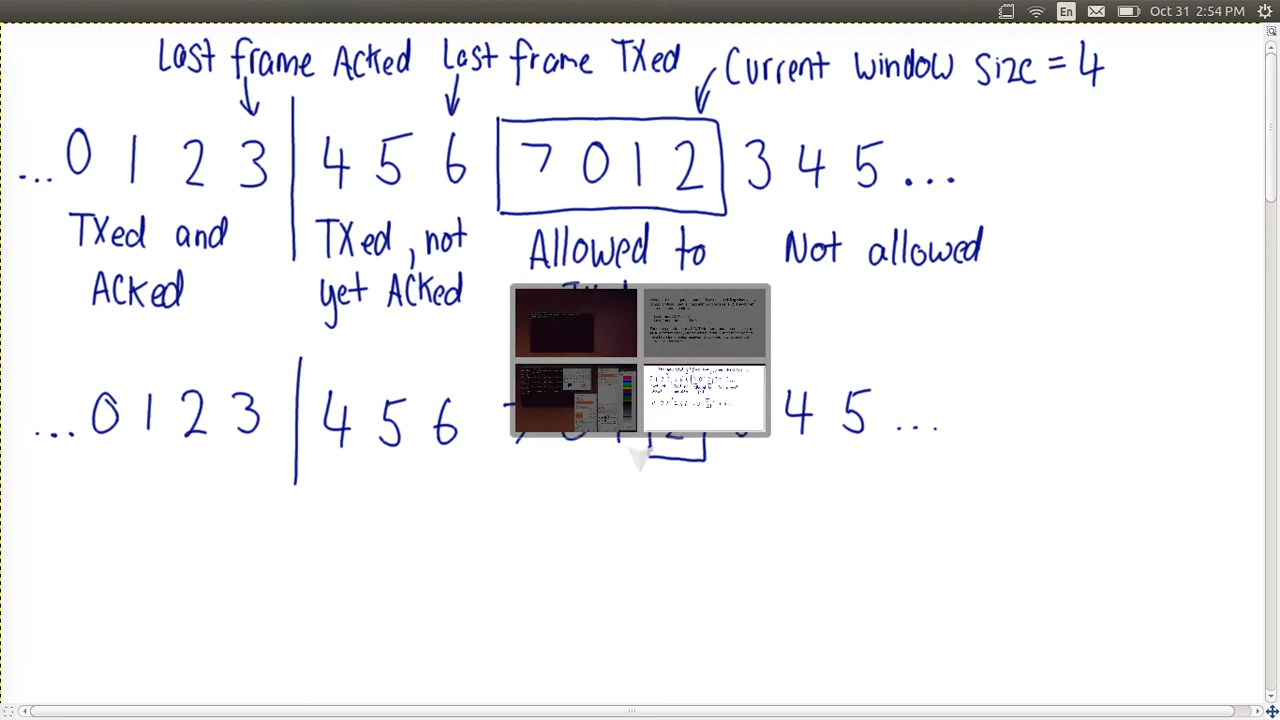 En Oct 31 2:54 PM
Last frame Acked Last frame TXed Current window size = 4
...0 1 2 3 4 5 6 7 0 1 2 3 4 5 ...
TXed and TXed, not Allowed to Not allowed
Acked yet Acked
...0 1 2 3 4 5 6 4 5 ...